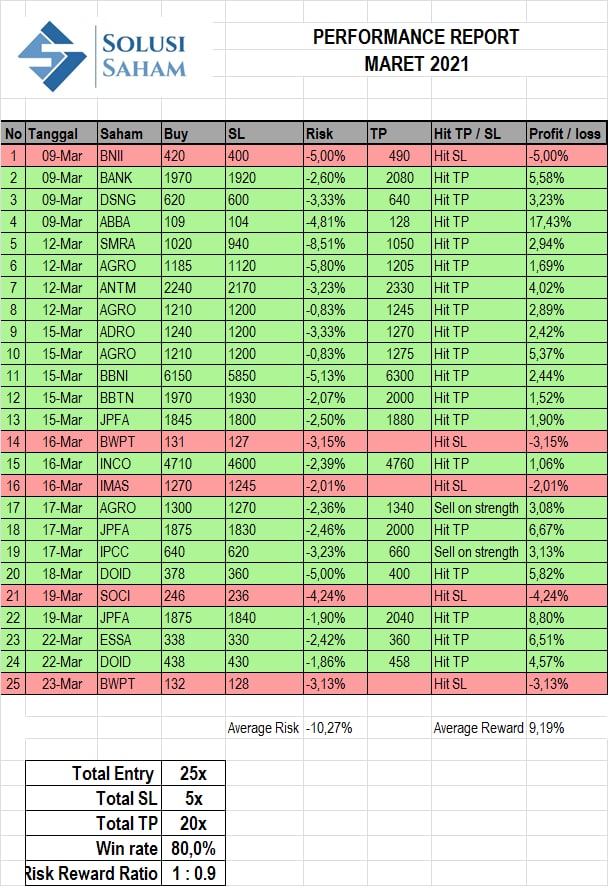 SOLUSI
SAHAM
PERFORMANCE REPORT
MARET 2021
No Tanggal Saham Buy SL Risk TP Hit TP / SL Profit / loss
1 09-Mar BNII 420 400 -5,00% 490 Hit SL -5,00%
2 09-Mar BANK 1970 1920 -2,60% 2080 Hit TP 5,58%
3 09-Mar DSNG 620 600 -3,33% 640 Hit TP 3,23%
4 09-Mar ABBA 109 104 -4,81% 128 Hit TP 17,43%
5 12-Mar SMRA 1020 940 -8,51% 1050 Hit TP 2,94%
6 12-Mar AGRO 1185 1120 -5,80% 1205 Hit TP 1,69%
7 12-Mar ANTM 2240 2170 -3,23% 2330 Hit TP 4,02%
8 12-Mar AGRO 1210 1200 -0,83% 1245 Hit TP 2,89%
9 15-Mar ADRO 1240 1200 -3,33% 1270 Hit TP 2,42%
10 15-Mar AGRO 1210 1200 -0,83% 1275 Hit TP 5,37%
11 15-Mar BBNI 6150 5850 -5,13% 6300 Hit TP 2,44%
12 15-Mar BBTN 1970 1930 -2,07% 2000 Hit TP 1,52%
13 15-Mar JPFA 1845 1800 -2,50% 1880 Hit TP 1,90%
14 16-Mar BWPT 131 127 -3,15% Hit SL -3,15%
15 16-Mar INCO 4710 4600 -2,39% 4760 Hit TP 1,06%
16 16-Mar IMAS 1270 1245 -2,01% Hit SL -2,01%
17 17-Mar AGRO 1300 1270 -2,36% 1340 Sell on strength 3,08%
18 17-Mar JPFA 1875 1830 -2,46% 2000 Hit TP 6,67%
19 17-Mar IPCC 640 620 -3,23% 660 Sell on strength 3,13%
20 18-Mar DOID 378 360 -5,00% 400 Hit TP 5,82%
21 19-Mar SOCI 246 236 -4,24% Hit SL -4,24%
22 19-Mar JPFA 1875 1840 -1,90% 2040 Hit TP 8,80%
23 22-Mar ESSA 338 330 -2,42% 360 Hit TP 6,51%
24 22-Mar DOID 438 430 -1,86% 458 Hit TP 4,57%
25 23-Mar BWPT 132 128 -3,13% Hit SL -3,13%
Average Risk -10,27% Average Reward 9,19%
Total Entry 25x
Total SL 5x
Total TP 20x
Win rate 80,0%
Risk Reward Ratio 1 : 0.9